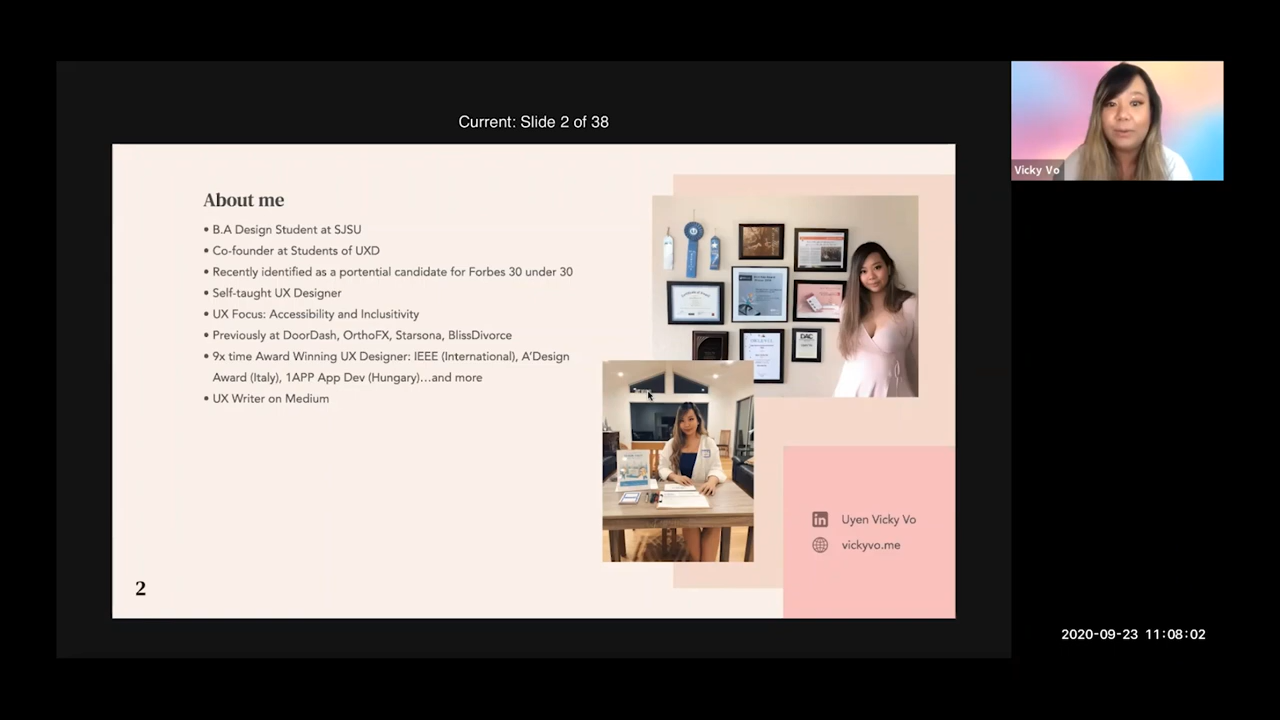 Current: Slide 2 of 38
Vicky Vo
About me
• B.A Design Student at SJSU
• Co-founder at Students of UXD
• Recently identified as a portential candidate for Forbes 30 under 30
• Self-taught UX Designer
• UX Focus: Accessibility and Inclusitivity
• Previously at DoorDash, OrthoFX, Starsona, BlissDivorce
• 9x time Award Winning UX Designer: IEEE (International), A'Design
Award (Italy), 1APP App Dev (Hungary)...and more
• UX Writer on Medium
DAC
in Uyen Vicky Vo
vickyvo.me
2
2020-09-23 11:08:02